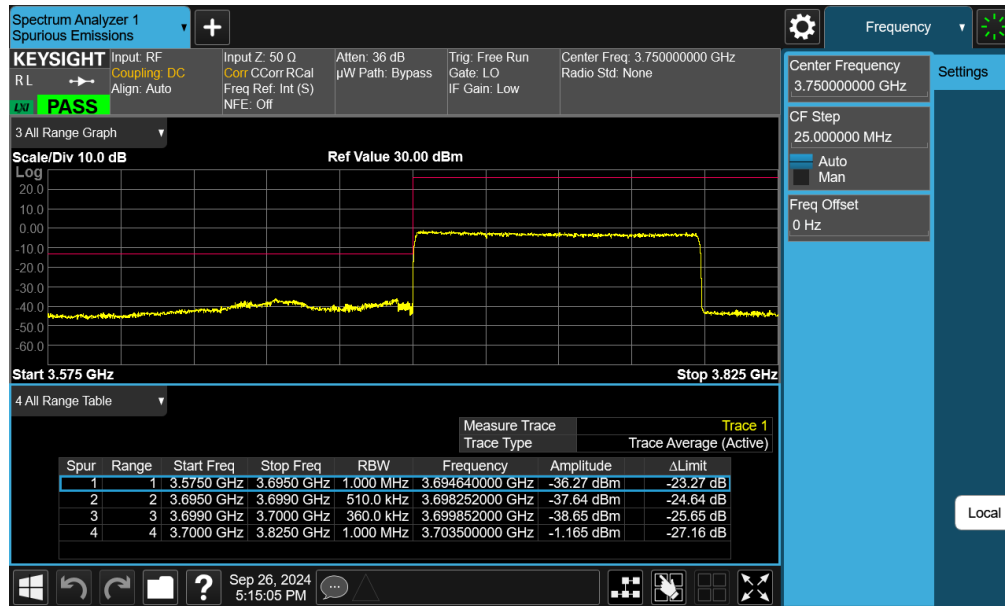 Spectrum Analyzer 1
Spurious Emissions
+
Frequency
KEYSIGHT
RL
LXI
PASS
Input: RF
Coupling: DC
Align: Auto
Input Z: 50 Ω
Corr CCorr RCal
Freq Ref: Int (S)
NFE: Off
Atten: 36 dB
µW Path: Bypass
Trig: Free Run
Gate: LO
IF Gain: Low
Center Freq: 3.750000000 GHz
Radio Std: None
Center Frequency
3.750000000 GHz
Settings
CF Step
25.000000 MHz
Auto
Man
Freq Offset
0 Hz
3 All Range Graph
Scale/Div 10.0 dB
Ref Value 30.00 dBm
Log
20.0
10.0
0.00
-10.0
-20.0
-30.0
-40.0
-50.0
-60.0
Start 3.575 GHz
Stop 3.825 GHz
4 All Range Table
Measure Trace Trace 1
Trace Type Trace Average (Active)
Spur Range Start Freq Stop Freq RBW Frequency Amplitude ΔLimit
1 1 3.5750 GHz 3.6950 GHz 1.000 MHz 3.694640000 GHz -36.27 dBm -23.27 dB
2 2 3.6950 GHz 3.6990 GHz 510.0 kHz 3.698252000 GHz -37.64 dBm -24.64 dB
3 3 3.6990 GHz 3.7000 GHz 360.0 kHz 3.699852000 GHz -38.65 dBm -25.65 dB
4 4 3.7000 GHz 3.8250 GHz 1.000 MHz 3.703500000 GHz -1.165 dBm -27.16 dB
Local
?
Sep 26, 2024
5:15:05 PM